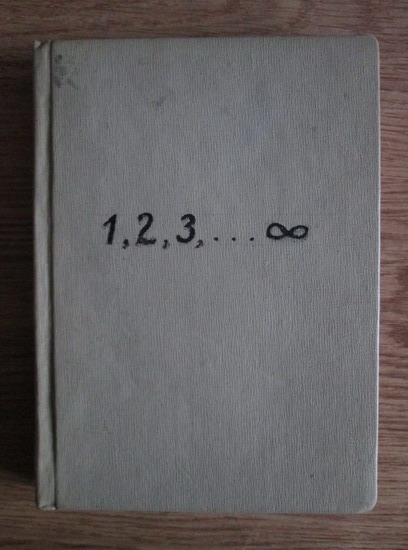 1, 2, 3, . . . ∞